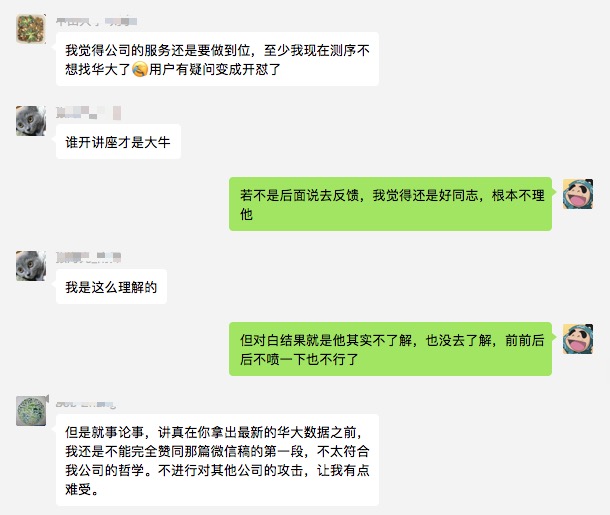 我觉得公司的服务还是要做到位，至少我现在测序不
想找华大了用户有疑问变成开怼了
谁开讲座才是大牛
若不是后面说去反馈，我觉得还是好同志，根本不理
他
我是这么理解的
但对白结果就是他其实不了解，也没去了解，前前后
后不喷一下也不行了
但是就事论事，讲真在你拿出最新的华大数据之前，
我还是不能完全赞同那篇微信稿的第一段，不太符合
我公司的哲学。不进行对其他公司的攻击，让我有点
难受。